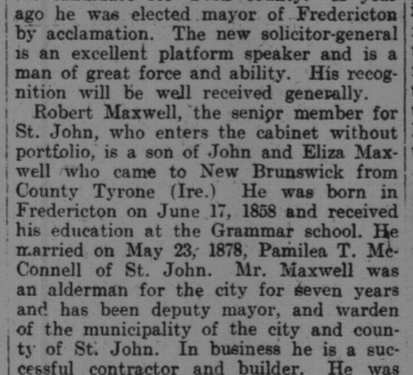 ago he was elected mayor of Fredericton
by acclamation. The new solicitor-general
is an excellent platform speaker and is a
man of great force and ability. His recog-
nition will be well received generally.
Robert Maxwell, the senior member for
St. John, who enters the cabinet without
portfolio, is a son of John and Eliza Max-
well who came to New Brunswick from
County Tyrone (Ire.) He was born in
Fredericton on June 17, 1858 and received
his education at the Grammar school. He
married on May 23, 1878, Pamilea T. Mc-
Connell of St. John. Mr. Maxwell was
an alderman for the city for seven years
and has been deputy mayor, and warden
of the municipality of the city and coun-
ty of St. John. In business he is a suc-
cessful contractor and builder. He was